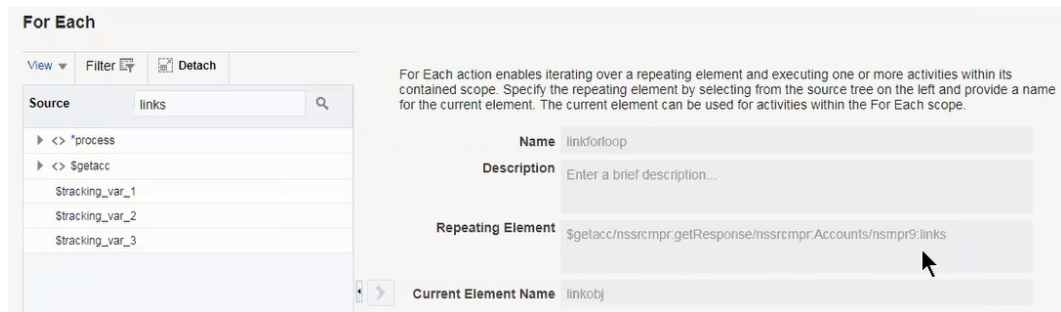 For Each
View Filter Detach
Source links
<> *process
<> $getacc
$tracking_var_1
$tracking_var_2
$tracking_var_3
For Each action enables iterating over a repeating element and executing one or more activities within its
contained scope. Specify the repeating element by selecting from the source tree on the left and provide a name
for the current element. The current element can be used for activities within the For Each scope.
Name linkforloop
Description Enter a brief description...
Repeating Element $getacc/nssrcmpr:getResponse/nssrcmpr:Accounts/nsmpr9:links
Current Element Name linkobj